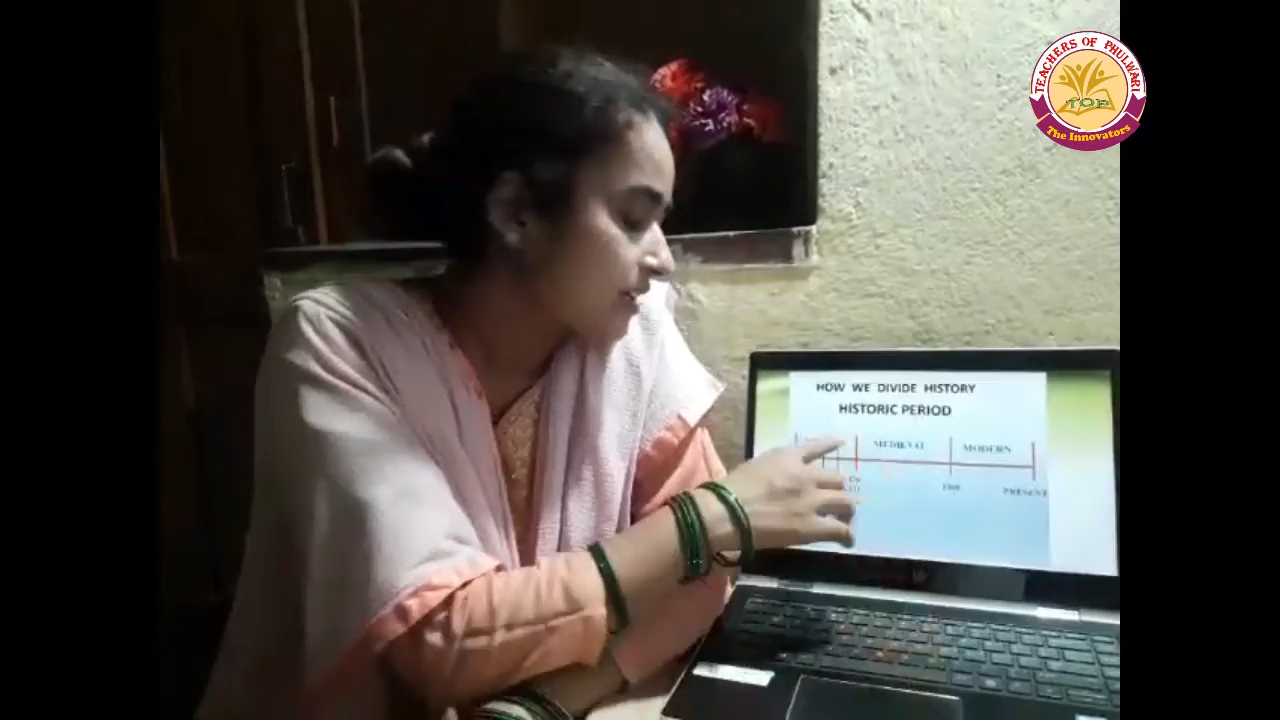 TEACHERS OF PHULWARI
TOP
The Innovators
HOW WE DIVIDE HISTORY
HISTORIC PERIOD
MEDIEVAL
MODERN
PRESENT